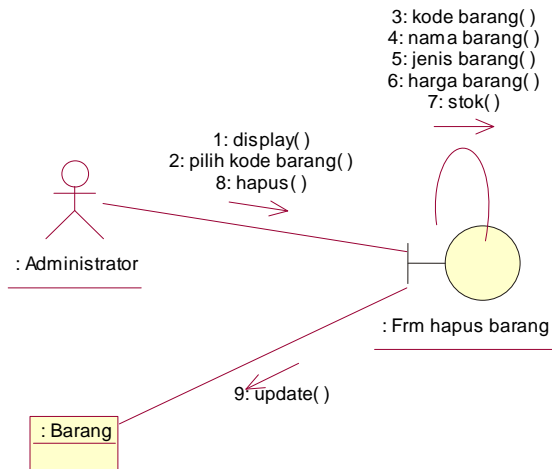 3: kode barang( )
4: nama barang( )
5: jenis barang( )
6: harga barang( )
7: stok( )
1: display( )
2: pilih kode barang( )
8: hapus( )
: Administrator
: Frm hapus barang
9: update( )
: Barang